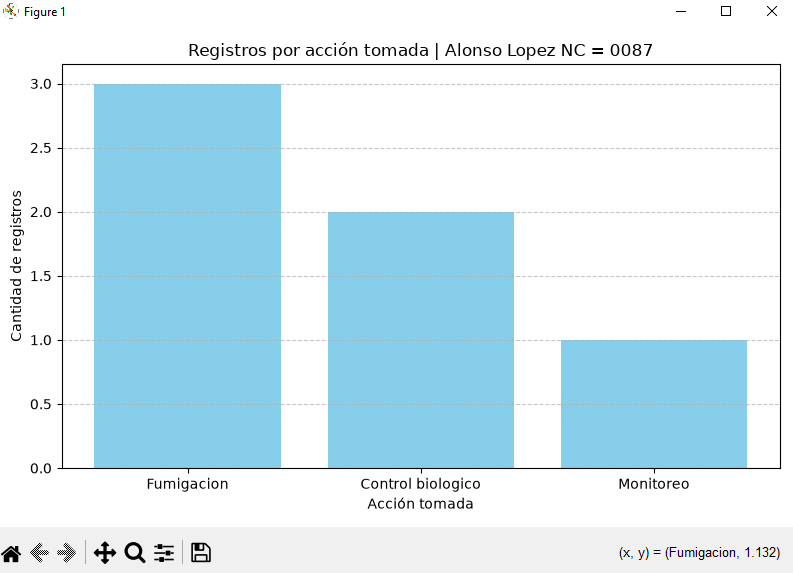 Figure 1
Registros por acción tomada | Alonso Lopez NC = 0087
3.0
2.5
2.0
1.5
1.0
0.5
0.0
Cantidad de registros
Fumigacion Control biologico Monitoreo
Acción tomada
(x, y) = (Fumigacion, 1.132)